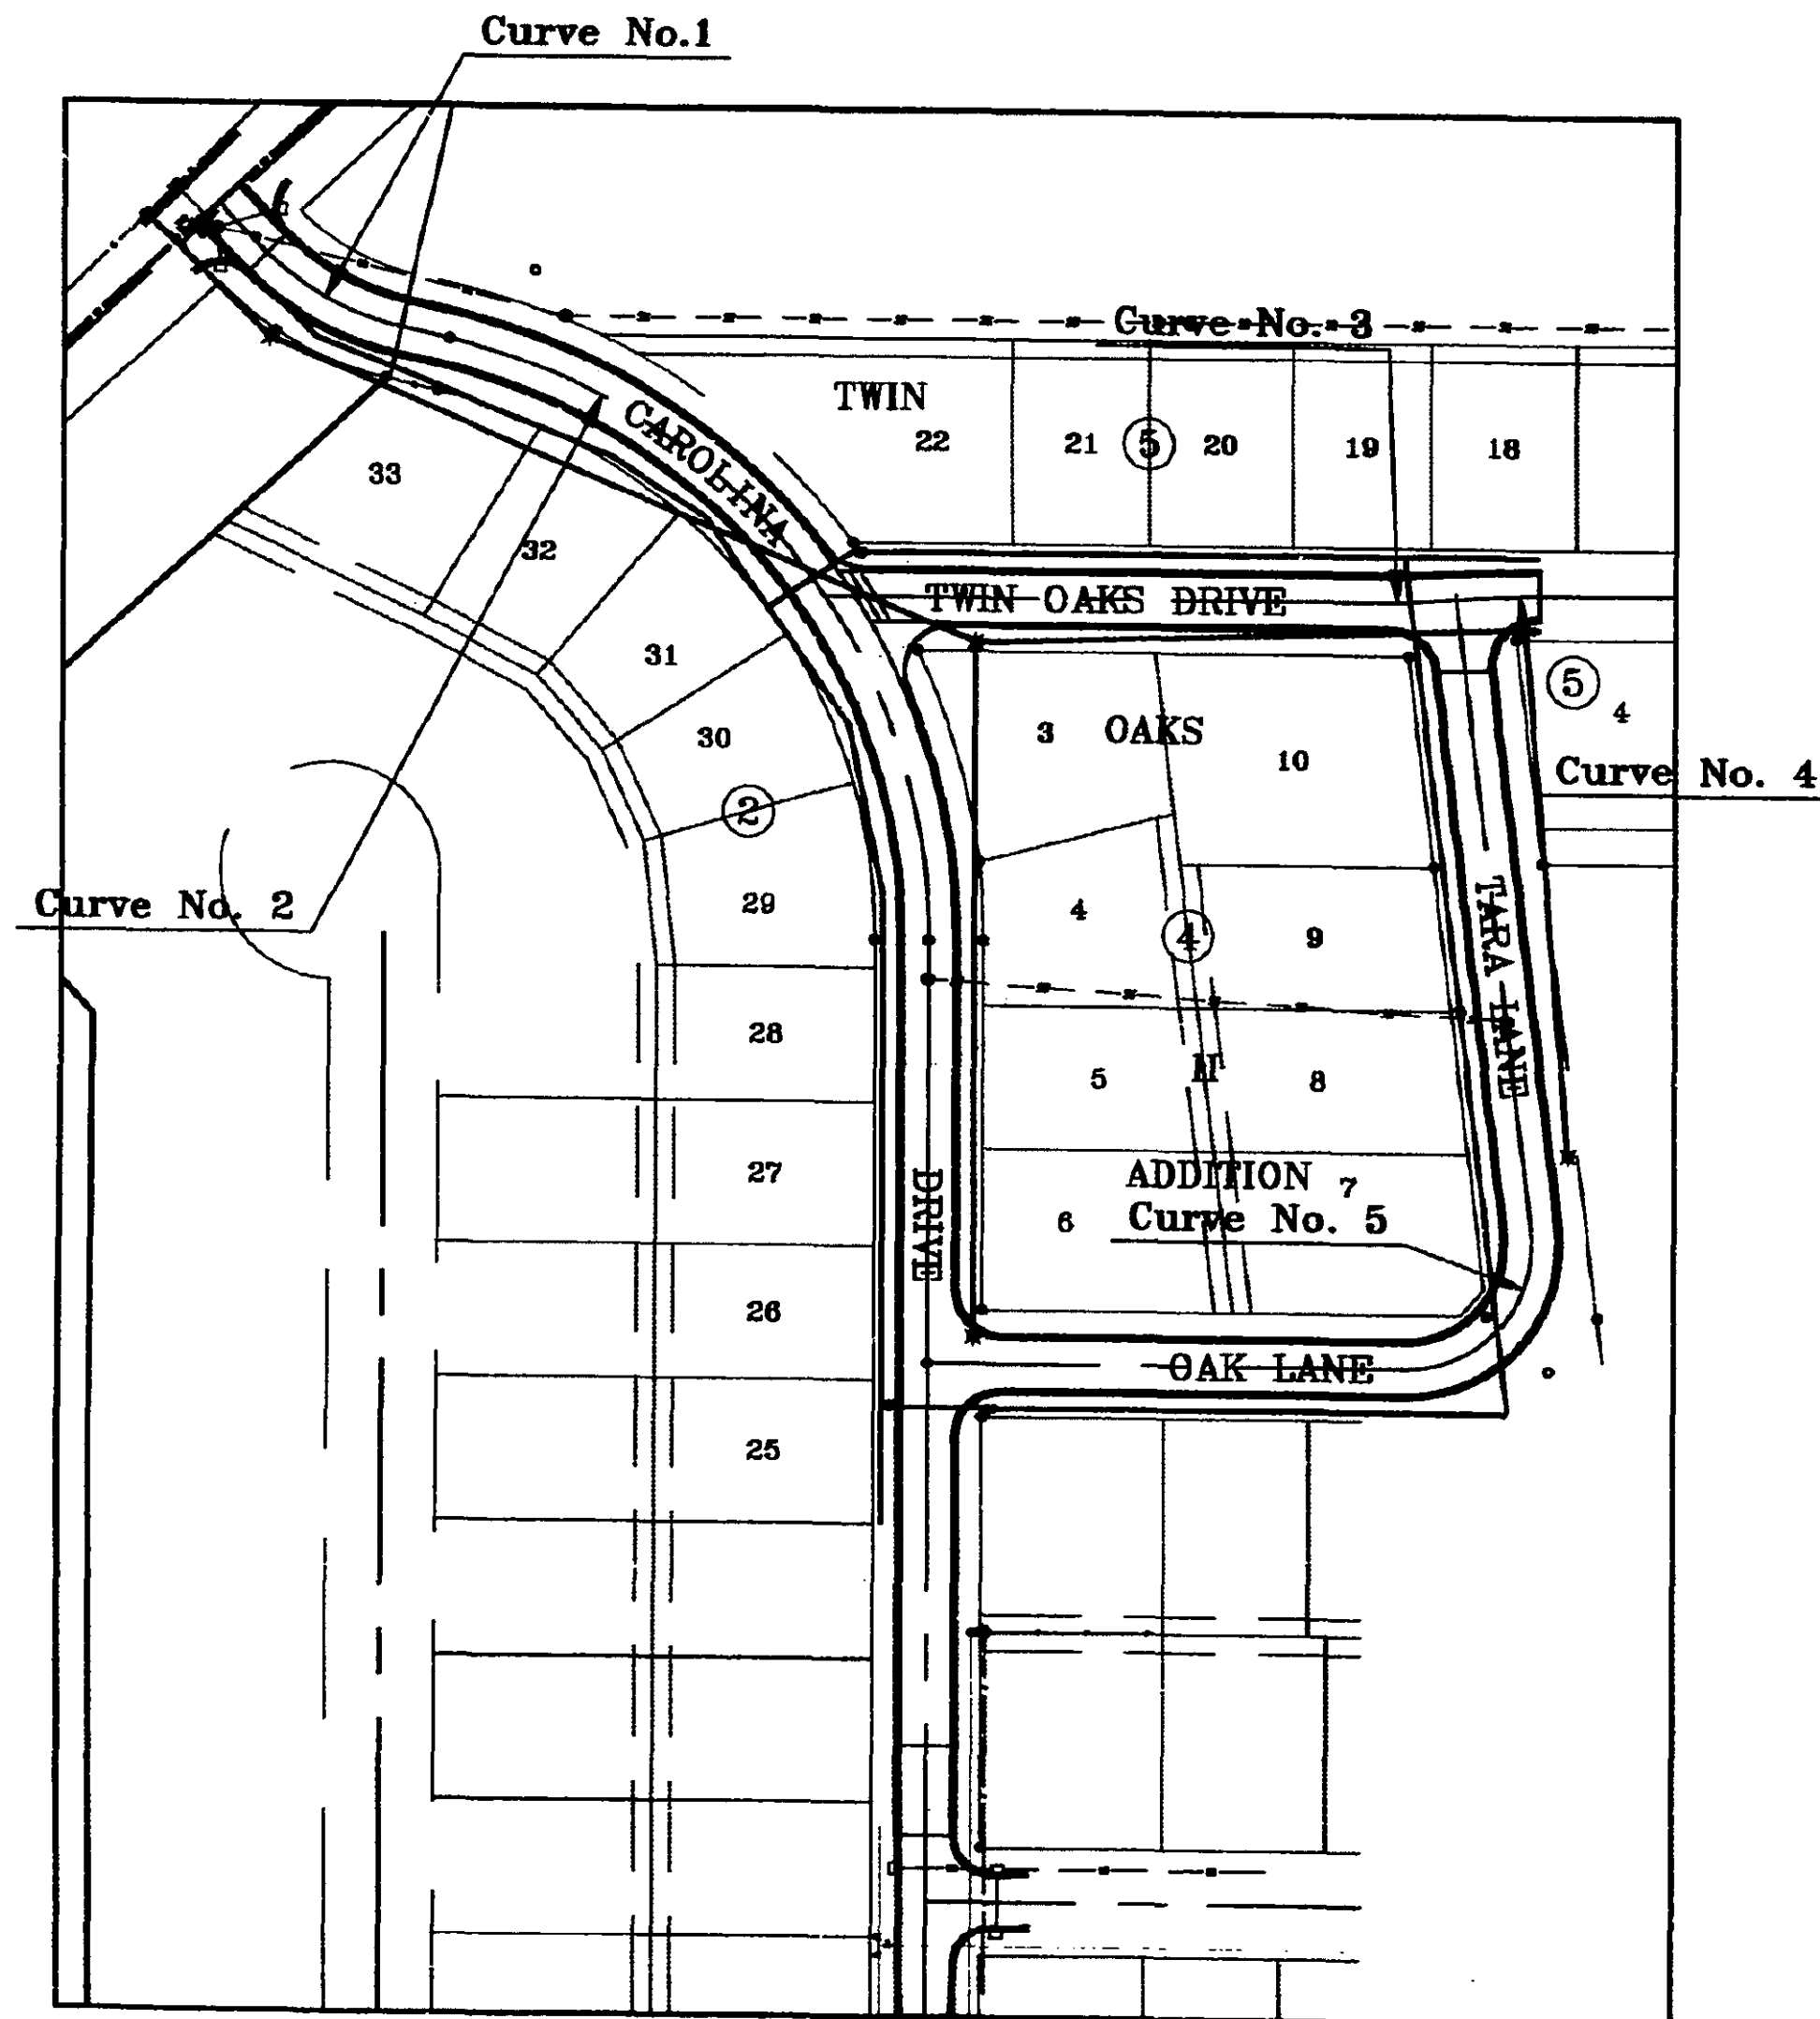 Curve No.1
Curve No. 3
TWIN
22
21
5
20
19
18
CAROLINA
33
32
TWIN OAKS DRIVE
31
5
4
30
3
OAKS
10
Curve No. 4
2
29
Curve No. 2
4
4
9
TARA LANE
28
5
II
8
27
DRIVE
ADDITION
7
6
Curve No. 5
26
OAK LANE
25